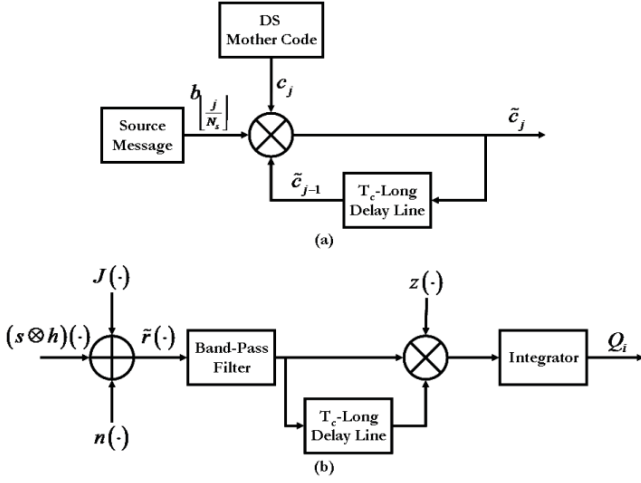 DS
Mother Code
c_j
b_{⌊j/N_s⌋}
Source
Message
c̃_j
c̃_{j-1}
T_c-Long
Delay Line
(a)
J(·)
z(·)
(s⊗h)(·)
r̃(·)
Band-Pass
Filter
Integrator
Q_i
T_c-Long
Delay Line
n(·)
(b)